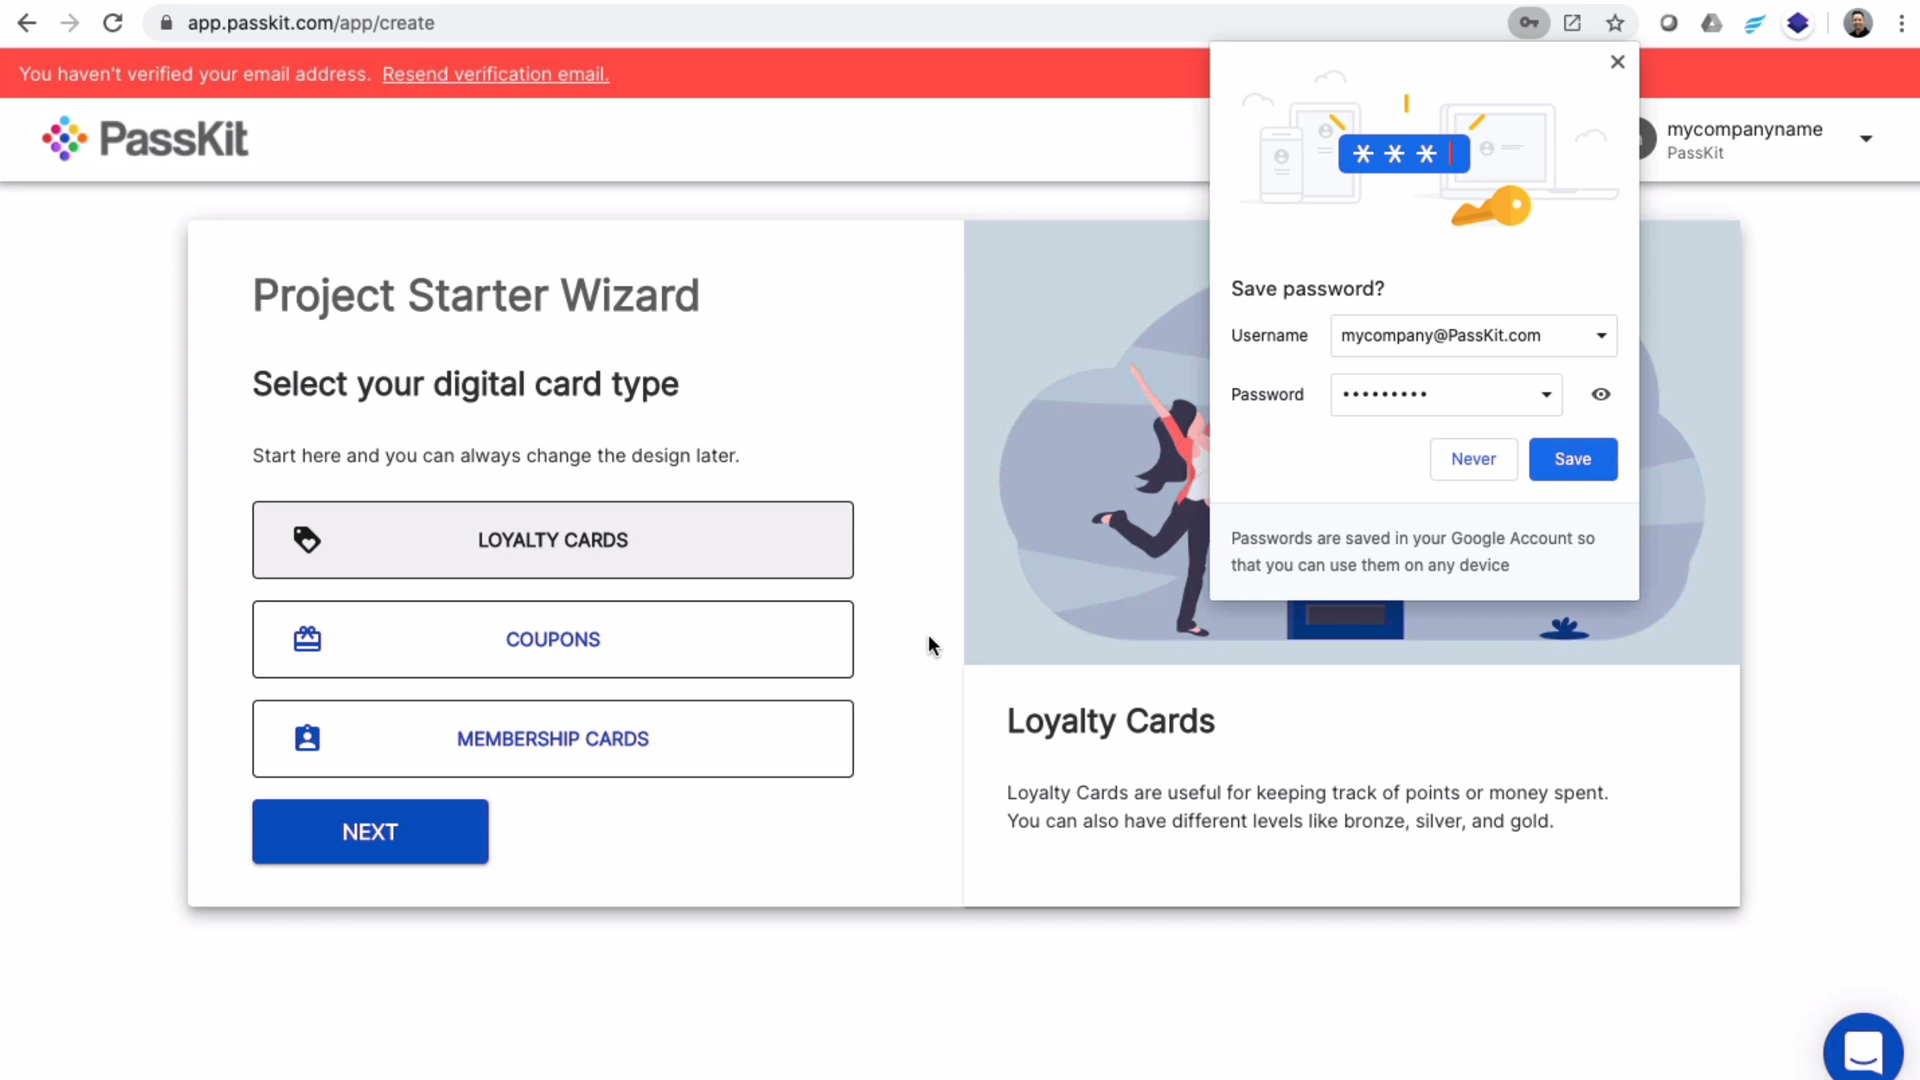 app.passkit.com/app/create
You haven't verified your email address. Resend verification email.
PassKit
mycompanyname
PassKit
* * *
Save password?
Username mycompany@PassKit.com
Password •••••••••
Never Save
Passwords are saved in your Google Account so
that you can use them on any device
Project Starter Wizard
Select your digital card type
Start here and you can always change the design later.
LOYALTY CARDS
COUPONS
MEMBERSHIP CARDS
NEXT
Loyalty Cards
Loyalty Cards are useful for keeping track of points or money spent.
You can also have different levels like bronze, silver, and gold.